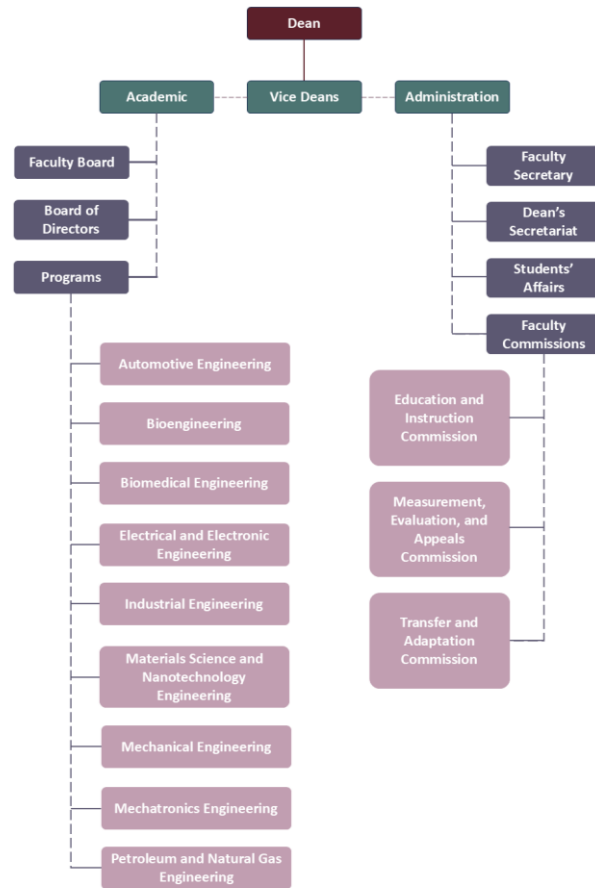 Dean
Academic
Vice Deans
Administration
Faculty Board
Board of
Directors
Programs
Automotive Engineering
Bioengineering
Biomedical Engineering
Electrical and Electronic
Engineering
Industrial Engineering
Materials Science and
Nanotechnology
Engineering
Mechanical Engineering
Mechatronics Engineering
Petroleum and Natural Gas
Engineering
Faculty
Secretary
Dean’s
Secretariat
Students’
Affairs
Faculty
Commissions
Education and
Instruction
Commission
Measurement,
Evaluation, and
Appeals
Commission
Transfer and
Adaptation
Commission